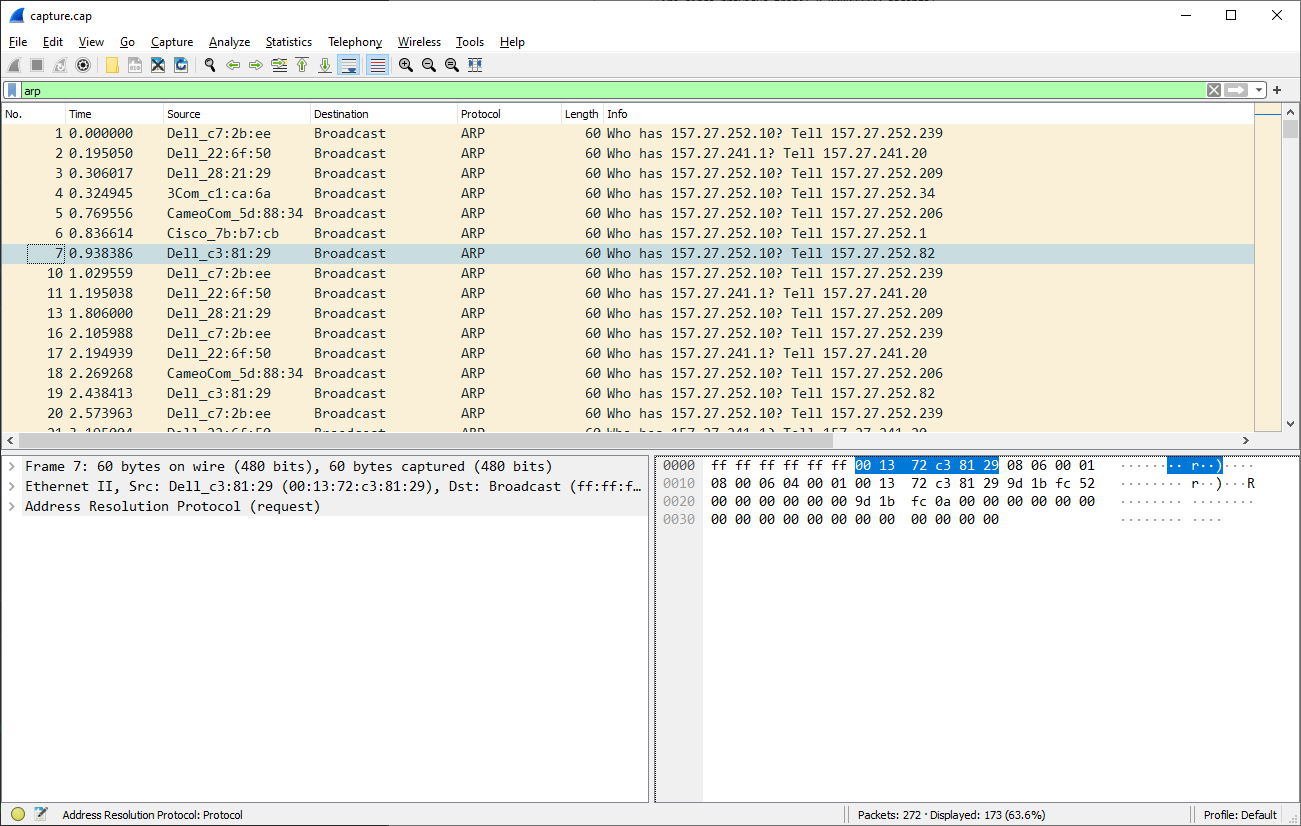 capture.cap
File Edit View Go Capture Analyze Statistics Telephony Wireless Tools Help
arp
No. Time Source Destination Protocol Length Info
1 0.000000 Dell_c7:2b:ee Broadcast ARP 60 Who has 157.27.252.10? Tell 157.27.252.239
2 0.195050 Dell_22:6f:50 Broadcast ARP 60 Who has 157.27.241.1? Tell 157.27.241.20
3 0.306017 Dell_28:21:29 Broadcast ARP 60 Who has 157.27.252.10? Tell 157.27.252.209
4 0.324945 3Com_c1:ca:6a Broadcast ARP 60 Who has 157.27.252.10? Tell 157.27.252.34
5 0.769556 CameoCom_5d:88:34 Broadcast ARP 60 Who has 157.27.252.10? Tell 157.27.252.206
6 0.836614 Cisco_7b:b7:cb Broadcast ARP 60 Who has 157.27.252.10? Tell 157.27.252.1
7 0.938386 Dell_c3:81:29 Broadcast ARP 60 Who has 157.27.252.10? Tell 157.27.252.82
10 1.029559 Dell_c7:2b:ee Broadcast ARP 60 Who has 157.27.252.10? Tell 157.27.252.239
11 1.195038 Dell_22:6f:50 Broadcast ARP 60 Who has 157.27.241.1? Tell 157.27.241.20
13 1.806000 Dell_28:21:29 Broadcast ARP 60 Who has 157.27.252.10? Tell 157.27.252.209
16 2.105988 Dell_c7:2b:ee Broadcast ARP 60 Who has 157.27.252.10? Tell 157.27.252.239
17 2.194939 Dell_22:6f:50 Broadcast ARP 60 Who has 157.27.241.1? Tell 157.27.241.20
18 2.269268 CameoCom_5d:88:34 Broadcast ARP 60 Who has 157.27.252.10? Tell 157.27.252.206
19 2.438413 Dell_c3:81:29 Broadcast ARP 60 Who has 157.27.252.10? Tell 157.27.252.82
20 2.573963 Dell_c7:2b:ee Broadcast ARP 60 Who has 157.27.252.10? Tell 157.27.252.239
Frame 7: 60 bytes on wire (480 bits), 60 bytes captured (480 bits)
Ethernet II, Src: Dell_c3:81:29 (00:13:72:c3:81:29), Dst: Broadcast (ff:ff:f…
Address Resolution Protocol (request)
0000 ff ff ff ff ff ff 00 13 72 c3 81 29 08 06 00 01 ········ r··)····
0010 08 00 06 04 00 01 00 13 72 c3 81 29 9d 1b fc 52 ········ r··)···R
0020 00 00 00 00 00 00 9d 1b fc 0a 00 00 00 00 00 00 ········ ········
0030 00 00 00 00 00 00 00 00 00 00 00 00 ········ ····
Address Resolution Protocol: Protocol
Packets: 272 · Displayed: 173 (63.6%)
Profile: Default